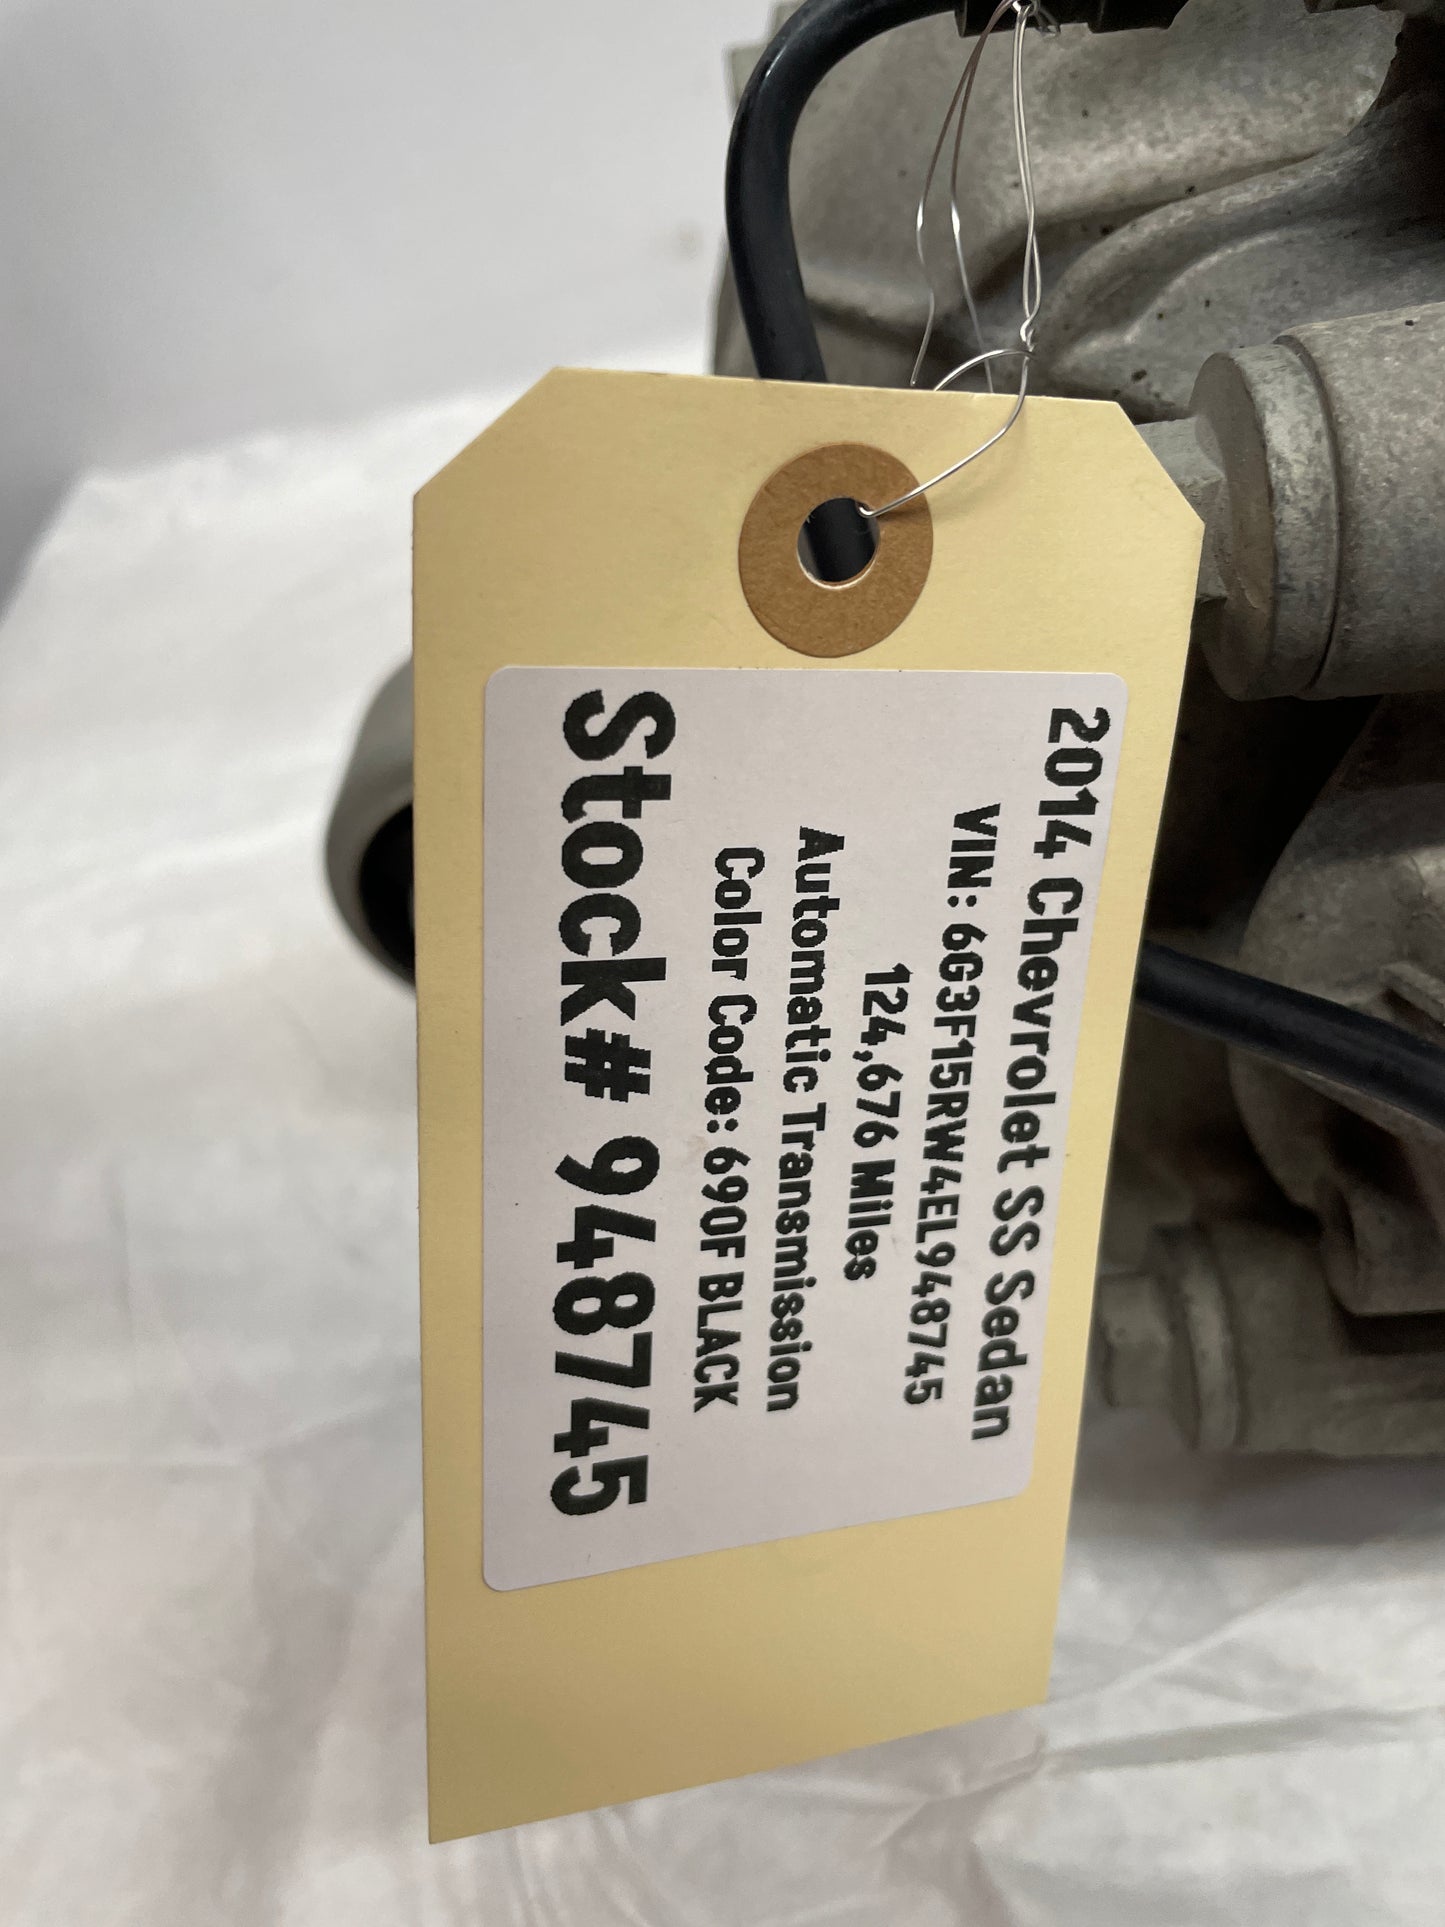 2014 Chevrolet SS Sedan
VIN: 6G3F15RW4EL948745
124,676 Miles
Automatic Transmission
Color Code: 690F BLACK
Stock# 948745